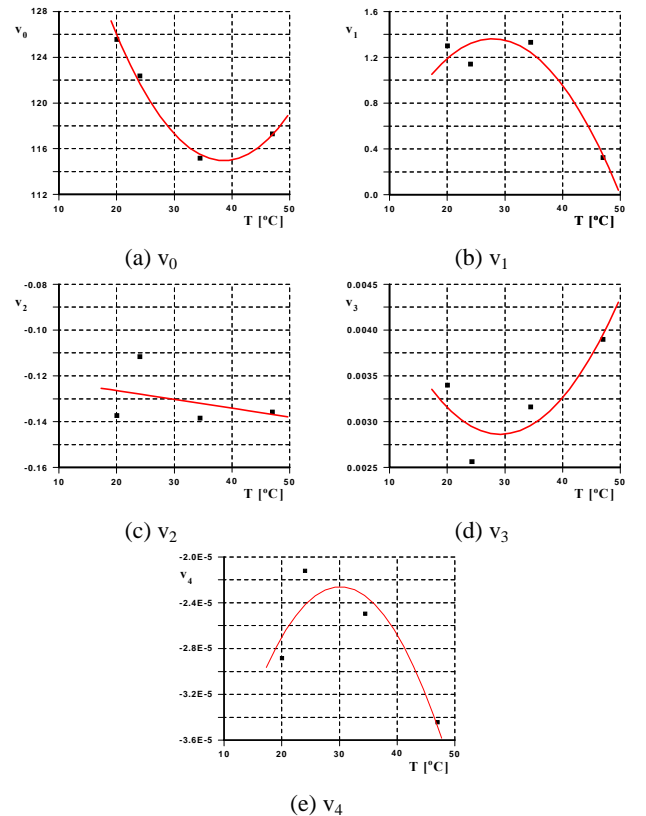 128
v0
124
120
116
112
10 20 30 40 50
T [ºC]
(a) v0
1.6
v1
1.2
0.8
0.4
0.0
10 20 30 40 50
T [ºC]
(b) v1
-0.08
v2
-0.10
-0.12
-0.14
-0.16
10 20 30 40 50
T [ºC]
(c) v2
0.0045
v3
0.0040
0.0035
0.0030
0.0025
10 20 30 40 50
T [ºC]
(d) v3
-2.0E-5
v4
-2.4E-5
-2.8E-5
-3.2E-5
-3.6E-5
10 20 30 40 50
T [ºC]
(e) v4